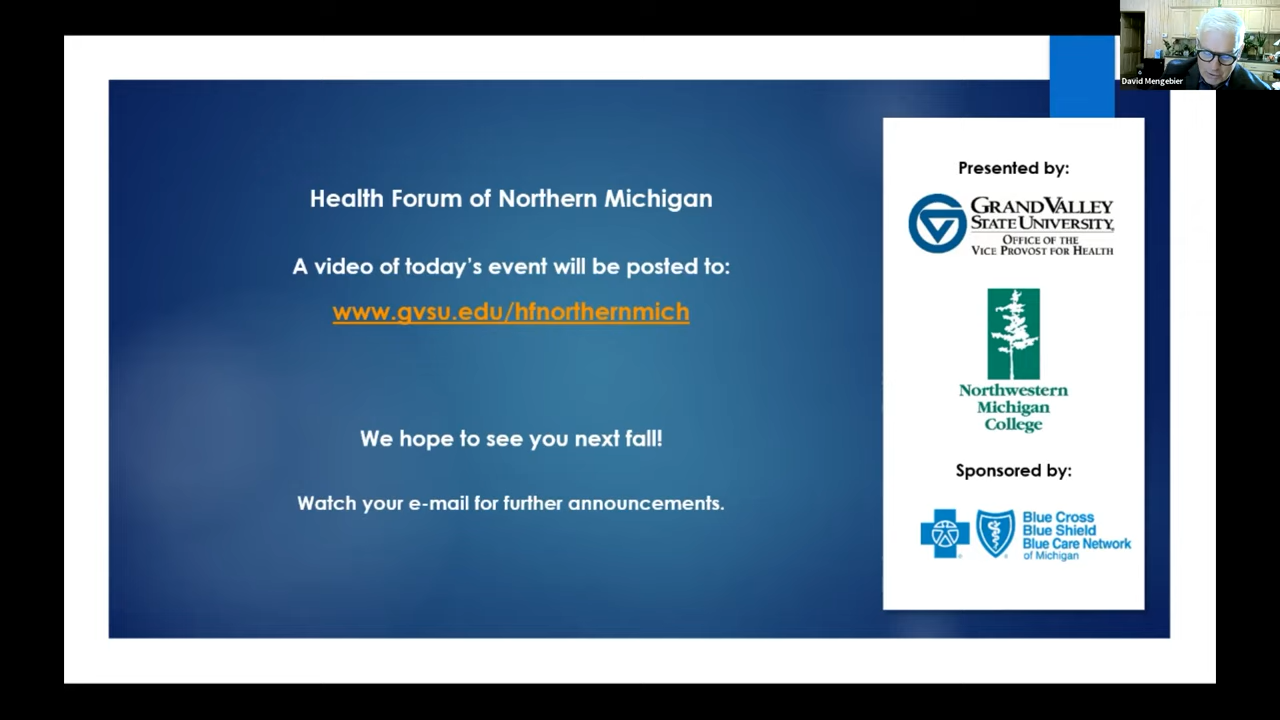 David Mengebier
Health Forum of Northern Michigan
A video of today's event will be posted to:
www.gvsu.edu/hfnorthernmich
We hope to see you next fall!
Watch your e-mail for further announcements.
Presented by:
GRAND VALLEY
STATE UNIVERSITY
OFFICE OF THE
VICE PROVOST FOR HEALTH
Northwestern
Michigan
College
Sponsored by:
Blue Cross
Blue Shield
Blue Care Network
of Michigan